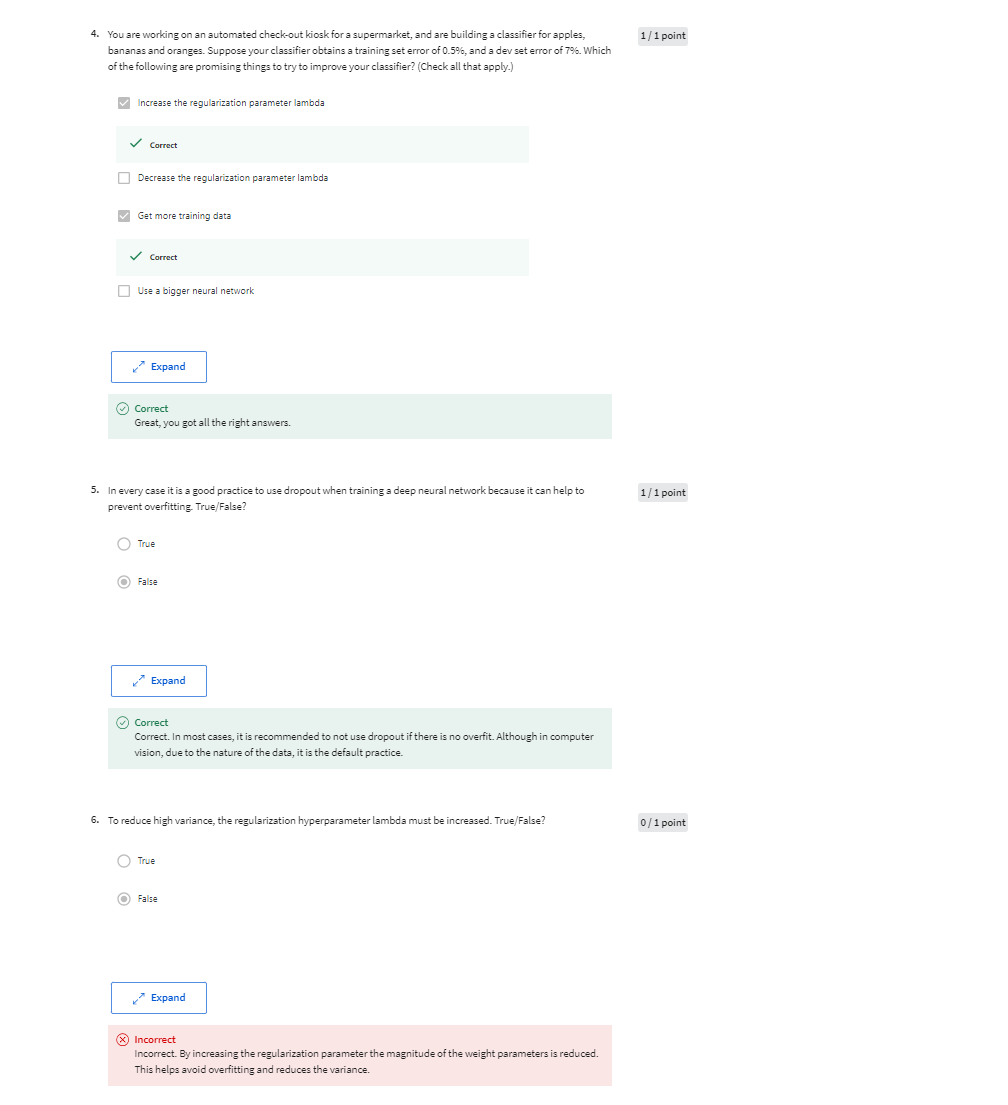 4. You are working on an automated check-out kiosk for a supermarket, and are building a classifier for apples,
1 / 1 point
bananas and oranges. Suppose your classifier obtains a training set error of 0.5%, and a dev set error of 7%. Which
of the following are promising things to try to improve your classifier? (Check all that apply.)
Increase the regularization parameter lambda
Correct
Decrease the regularization parameter lambda
Get more training data
Correct
Use a bigger neural network
Expand
Correct
Great, you got all the right answers.
5. In every case it is a good practice to use dropout when training a deep neural network because it can help to
1 / 1 point
prevent overfitting. True/False?
True
False
Expand
Correct
Correct. In most cases, it is recommended to not use dropout if there is no overfit. Although in computer
vision, due to the nature of the data, it is the default practice.
6. To reduce high variance, the regularization hyperparameter lambda must be increased. True/False?
0 / 1 point
True
False
Expand
Incorrect
Incorrect. By increasing the regularization parameter the magnitude of the weight parameters is reduced.
This helps avoid overfitting and reduces the variance.